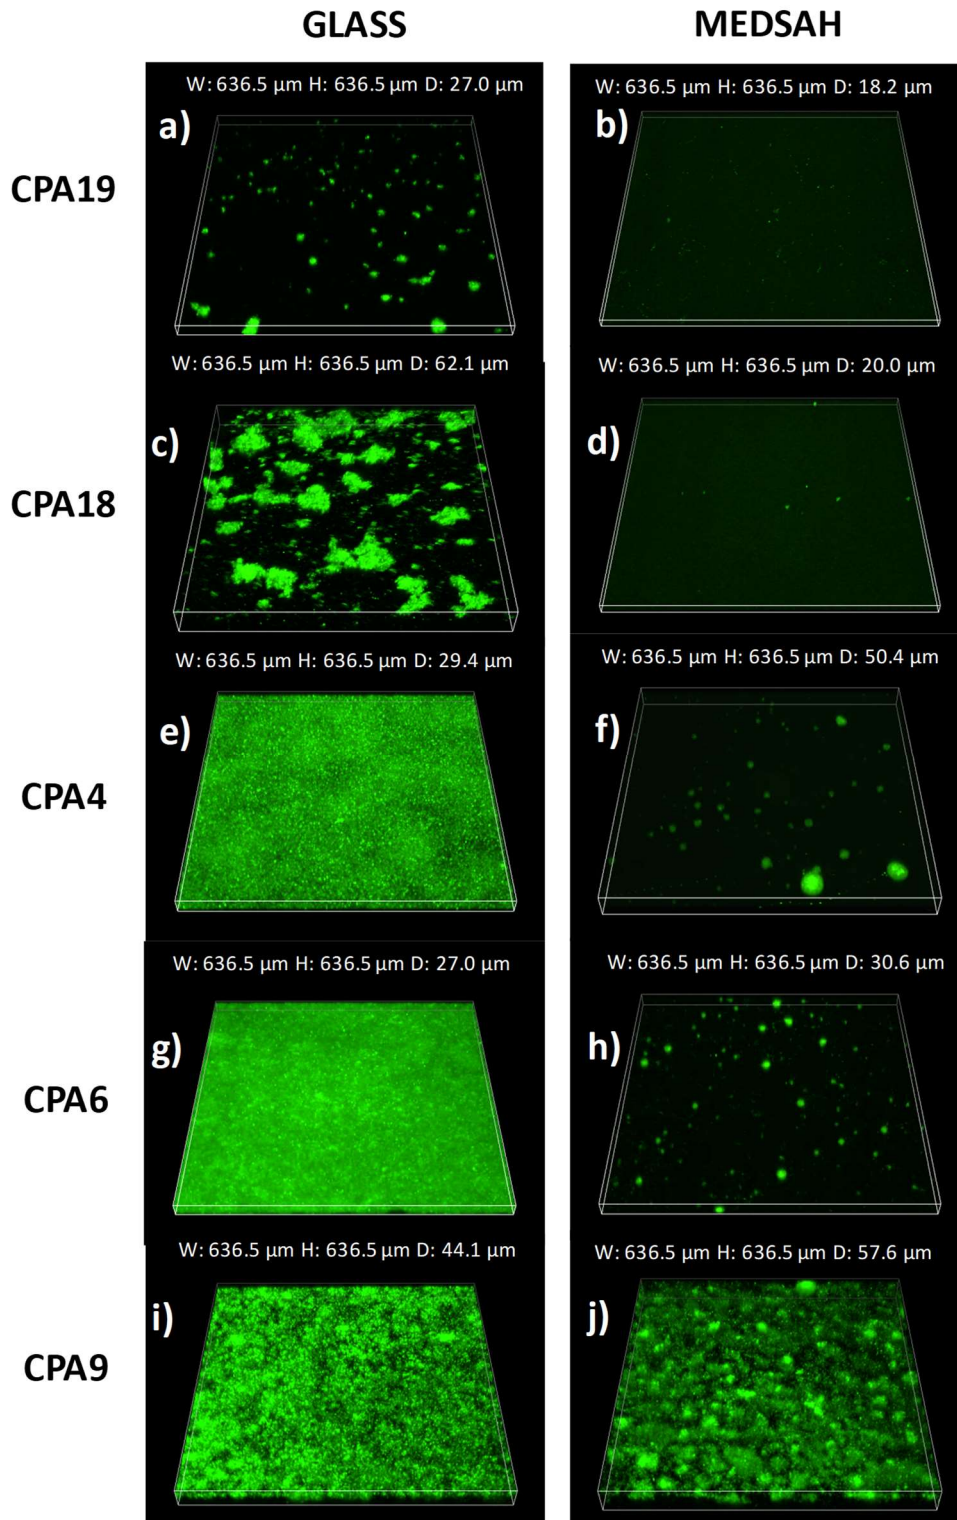 GLASS MEDSAH
W: 636.5 µm H: 636.5 µm D: 27.0 µm
W: 636.5 µm H: 636.5 µm D: 18.2 µm
a)
b)
CPA19
W: 636.5 µm H: 636.5 µm D: 62.1 µm
W: 636.5 µm H: 636.5 µm D: 20.0 µm
c)
d)
CPA18
W: 636.5 µm H: 636.5 µm D: 29.4 µm
W: 636.5 µm H: 636.5 µm D: 50.4 µm
e)
f)
CPA4
W: 636.5 µm H: 636.5 µm D: 27.0 µm
W: 636.5 µm H: 636.5 µm D: 30.6 µm
g)
h)
CPA6
W: 636.5 µm H: 636.5 µm D: 44.1 µm
W: 636.5 µm H: 636.5 µm D: 57.6 µm
i)
j)
CPA9